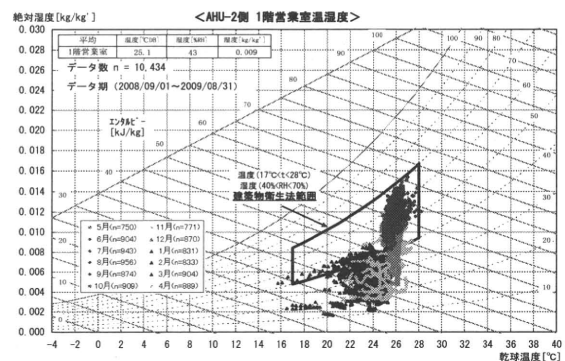 絶対湿度[kg/kg'] <AHU-2側 1階営業室温湿度>
平均 温度[℃DB] 湿度[%RH] 湿度[kg/kg']
1階営業室 25.1 43 0.009
データ数 n = 10,434
データ期 (2008/09/01～2009/08/31)
エンタルピー
[kJ/kg]
温度(17℃<t<28℃)
湿度(40%<RH<70%)
建築物衛生法範囲
5月(n=750) 11月(n=771)
6月(n=904) 12月(n=870)
7月(n=943) 1月(n=831)
8月(n=956) 2月(n=833)
9月(n=874) 3月(n=904)
10月(n=909) 4月(n=889)
0.030
0.028
0.026
0.024
0.022
0.020
0.018
0.016
0.014
0.012
0.010
0.008
0.006
0.004
0.002
0.000
-4 -2 0 2 4 6 8 10 12 14 16 18 20 22 24 26 28 30 32 34 36 38 40
乾球温度[℃]